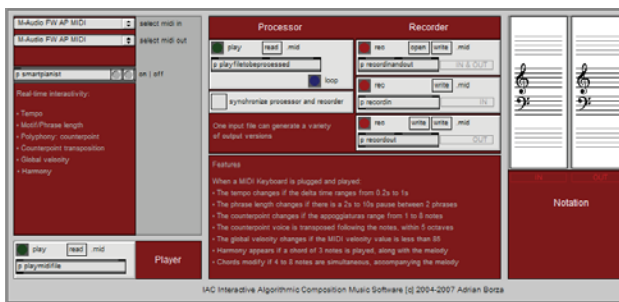 M-Audio FW AP MIDI
select midi in
M-Audio FW AP MIDI
select midi out
p smartpianist
on | off
Real-time interactivity:
• Tempo
• Motif/Phrase length
• Polyphony: counterpoint
• Counterpoint transposition
• Global velocity
• Harmony
play
read
.mid
p playmidifile
Player
Processor
play
read
.mid
p playfiletobeprocessed
loop
synchronize processor and recorder
One input file can generate a variety
of output versions
Recorder
rec
open
write
.mid
p recordinandout
IN & OUT
rec
write
.mid
p recordin
IN
rec
write
write
.mid
p recordout
OUT
Features
When a MIDI Keyboard is plugged and played:
• The tempo changes if the delta time ranges from 0.2s to 1s
• The phrase length changes if there is a 2s to 10s pause between 2 phrases
• The counterpoint changes if the appoggiaturas range from 1 to 8 notes
• The counterpoint voice is transposed following the notes, within 5 octaves
• The global velocity changes if the MIDI velocity value is less than 85
• Harmony appears if a chord of 3 notes is played, along with the melody
• Chords modify if 4 to 8 notes are simultaneous, accompanying the melody
IN
OUT
Notation
IAC Interactive Algorithmic Composition Music Software (c) 2004-2007 Adrian Borza